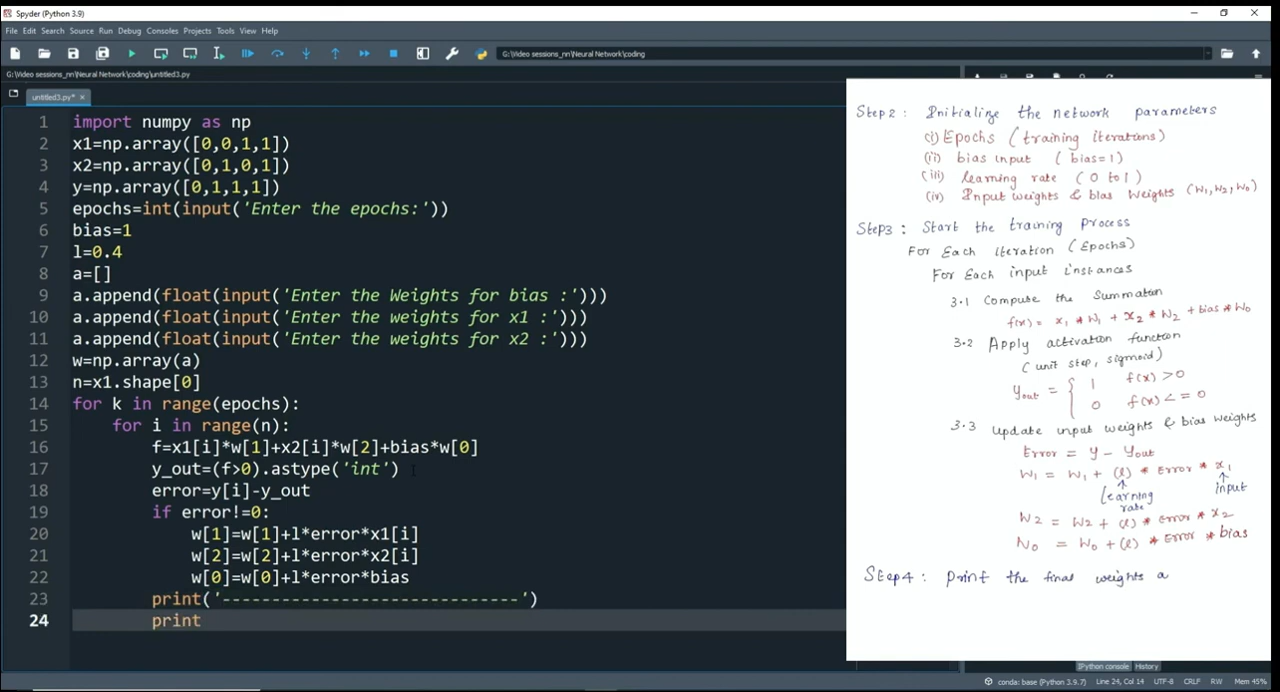 Spyder (Python 3.9)
File Edit Search Source Run Debug Consoles Projects Tools View Help
G:\Video sessions_nn\Neural Network\coding
G:\Video sessions_nn\Neural Network\coding\untitled3.py
untitled3.py*
1 import numpy as np
2 x1=np.array([0,0,1,1])
3 x2=np.array([0,1,0,1])
4 y=np.array([0,1,1,1])
5 epochs=int(input('Enter the epochs:'))
6 bias=1
7 l=0.4
8 a=[]
9 a.append(float(input('Enter the Weights for bias :')))
10 a.append(float(input('Enter the weights for x1 :')))
11 a.append(float(input('Enter the weights for x2 :')))
12 w=np.array(a)
13 n=x1.shape[0]
14 for k in range(epochs):
15 for i in range(n):
16 f=x1[i]*w[1]+x2[i]*w[2]+bias*w[0]
17 y_out=(f>0).astype('int')
18 error=y[i]-y_out
19 if error!=0:
20 w[1]=w[1]+l*error*x1[i]
21 w[2]=w[2]+l*error*x2[i]
22 w[0]=w[0]+l*error*bias
23 print('------------------------------')
24 print
Step2: Initialize the network parameters
(i) Epochs (training iterations)
(ii) bias input (bias=1)
(iii) learning rate (0 to 1)
(iv) Input weights & bias weights (W1, W2, W0)
Step3: Start the training process
For Each iteration (Epochs)
For Each input instances
3.1 Compute the Summation
f(x) = x1 * W1 + x2 * W2 + bias * W0
3.2 Apply activation function
(unit step, sigmoid)
Yout = { 1 f(x) > 0
0 f(x) <= 0
3.3 Update input weights & bias weights
Error = y - Yout
W1 = W1 + (l) * Error * x1
Learning rate
input
W2 = W2 + (l) * Error * x2
W0 = W0 + (l) * Error * bias
Step4: Print the final weights a
IPython console History
conda: base (Python 3.9.7) Line 24, Col 14 UTF-8 CRLF RW Mem 45%